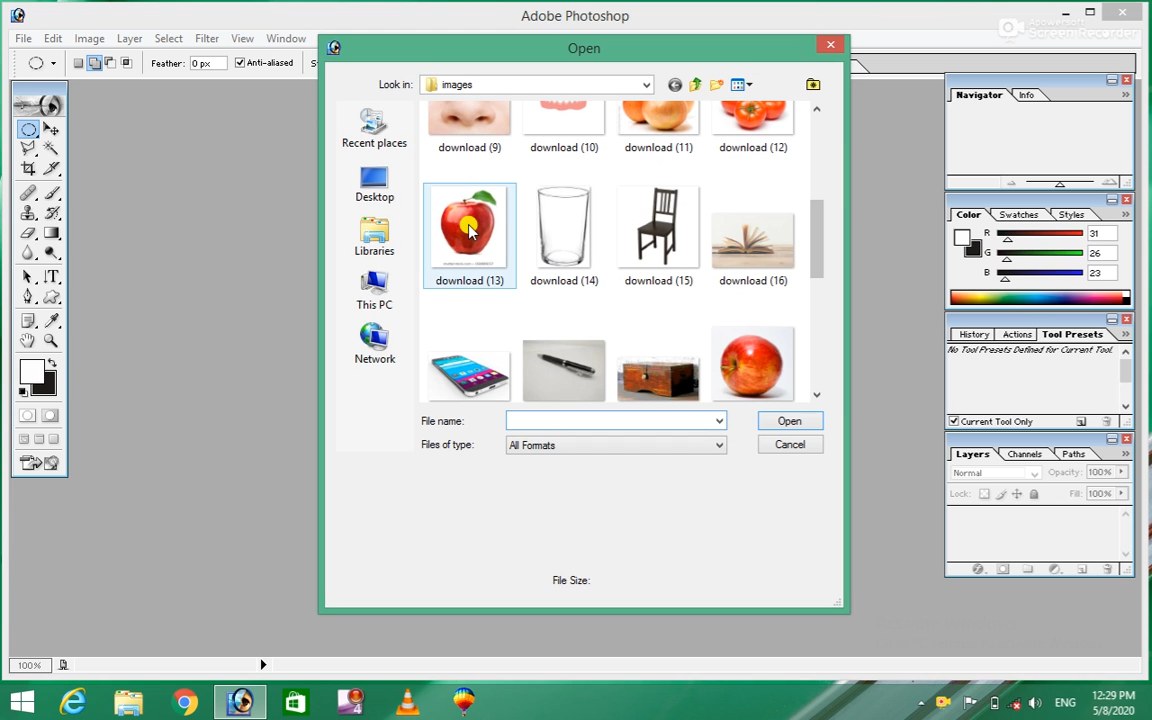 Adobe Photoshop
Apowersoft
Screen Recorder
File Edit Image Layer Select Filter View Window
Open
Feather: 0 px Anti-aliased
Look in: images
Recent places
Desktop
Libraries
This PC
Network
download (9) download (10) download (11) download (12)
download (13) download (14) download (15) download (16)
File name: Open
Files of type: All Formats Cancel
File Size:
Navigator Info
Color Swatches Styles
R 31
G 26
B 23
History Actions Tool Presets
No Tool Presets Defined for Current Tool.
Current Tool Only
Layers Channels Paths
Normal Opacity: 100%
Lock: Fill: 100%
100%
ENG
12:29 PM
5/8/2020